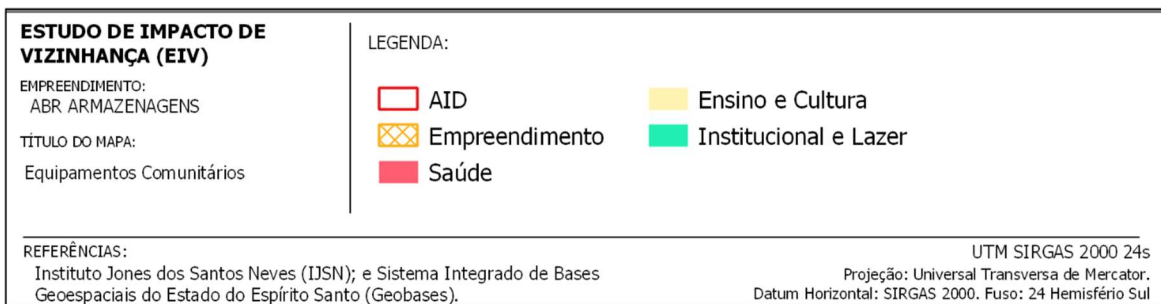 ESTUDO DE IMPACTO DE
VIZINHANÇA (EIV)
EMPREENDIMENTO:
ABR ARMAZENAGENS
TÍTULO DO MAPA:
Equipamentos Comunitários
LEGENDA:
AID
Empreendimento
Saúde
Ensino e Cultura
Institucional e Lazer
REFERÊNCIAS:
Instituto Jones dos Santos Neves (IJSN); e Sistema Integrado de Bases
Geoespaciais do Estado do Espírito Santo (Geobases).
UTM SIRGAS 2000 24s
Projeção: Universal Transversa de Mercator.
Datum Horizontal: SIRGAS 2000. Fuso: 24 Hemisfério Sul